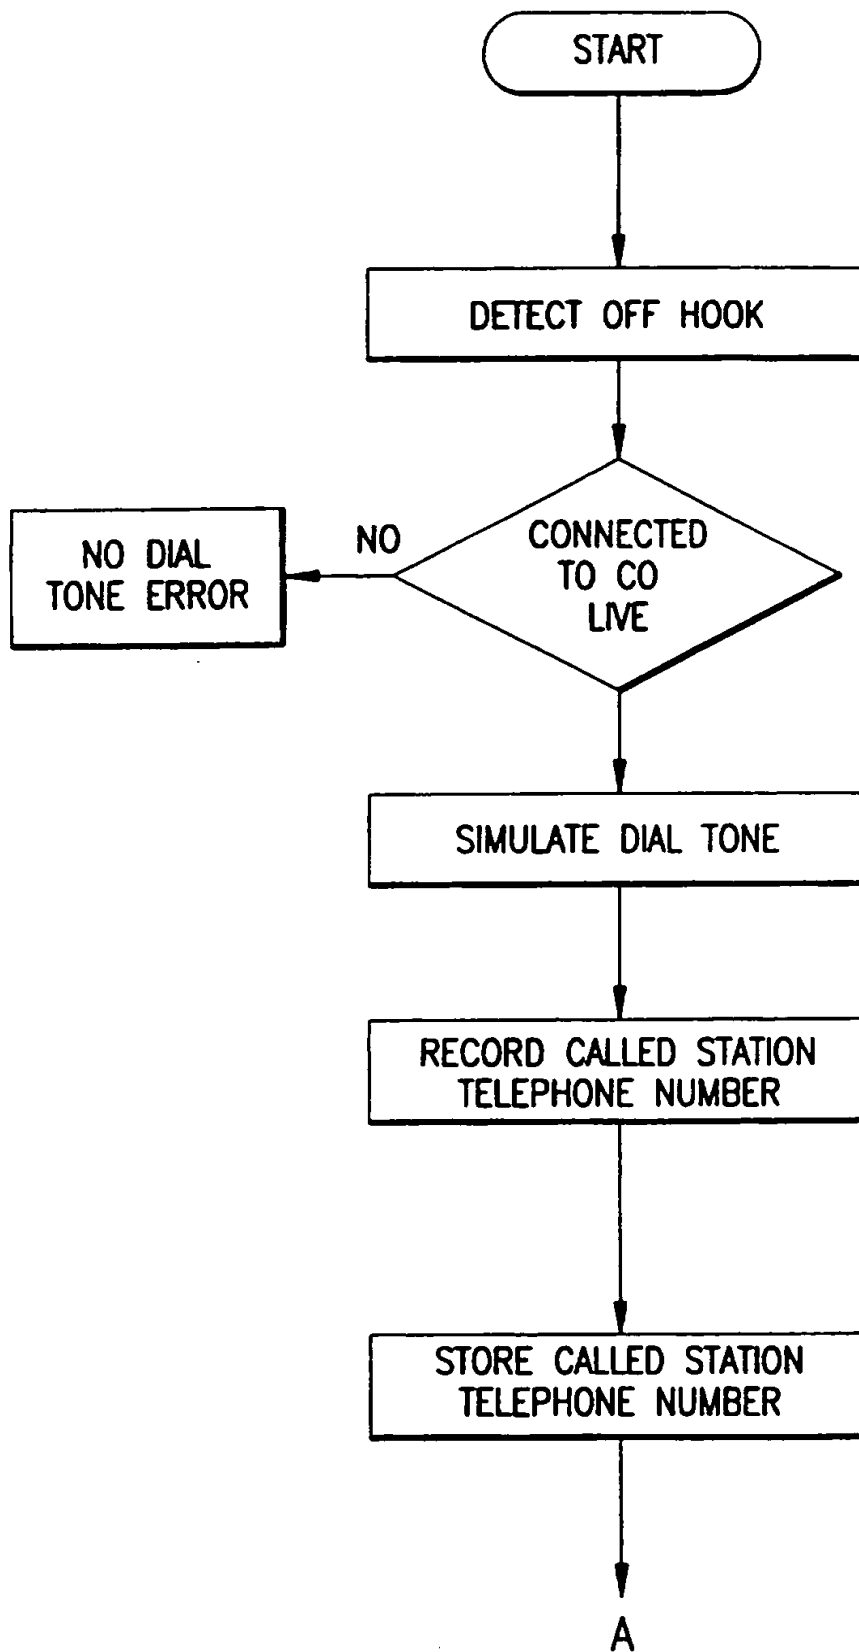 START
DETECT OFF HOOK
CONNECTED
TO CO
LIVE
NO
NO DIAL
TONE ERROR
SIMULATE DIAL TONE
RECORD CALLED STATION
TELEPHONE NUMBER
STORE CALLED STATION
TELEPHONE NUMBER
A